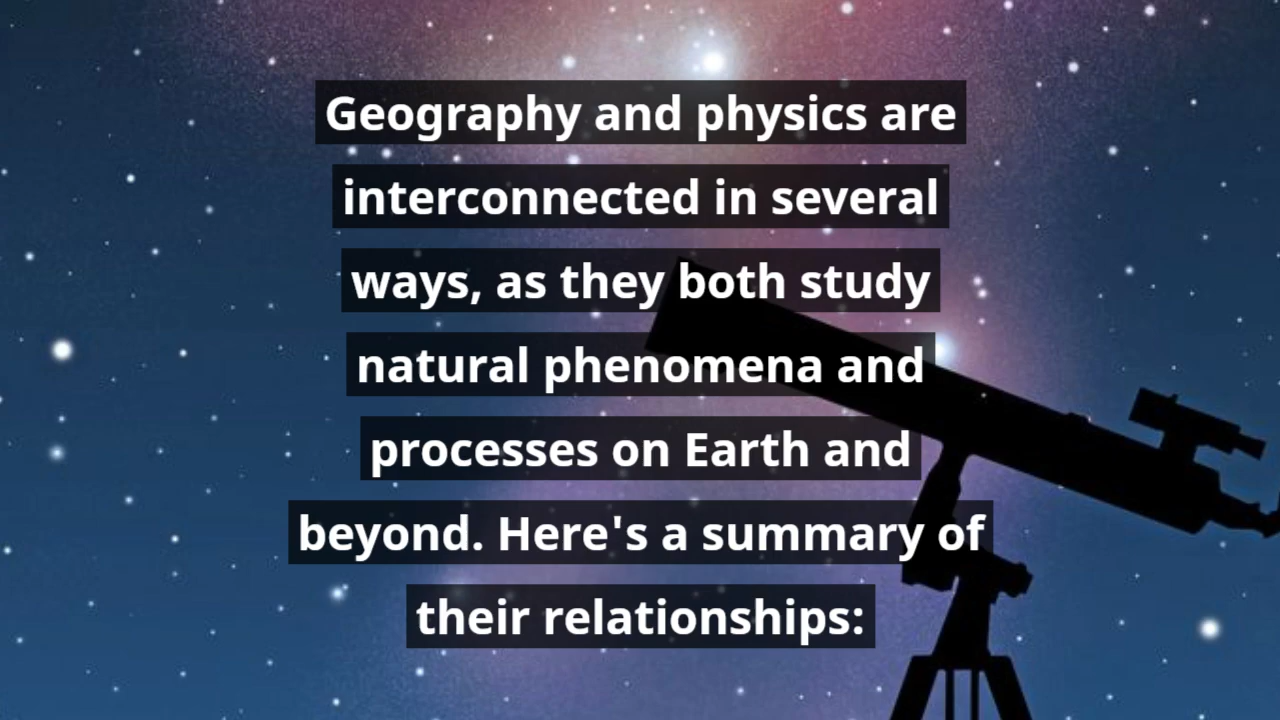 Geography and physics are
interconnected in several
ways, as they both study
natural phenomena and
processes on Earth and
beyond. Here's a summary of
their relationships: